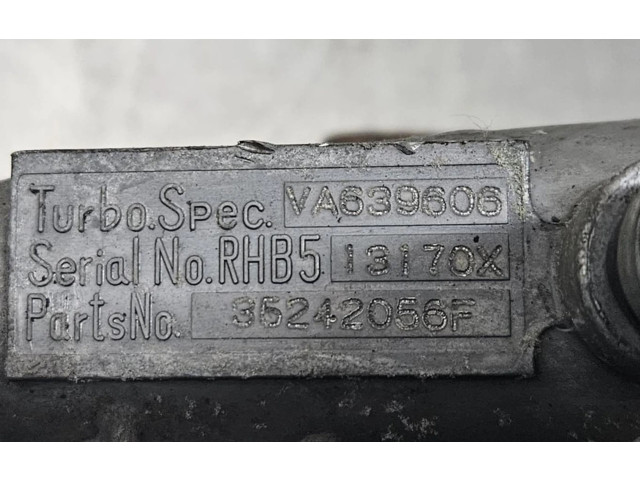 Turbo.Spec. VA639606
Serial No.RHB5 13170X
PartsNo. 35242056F